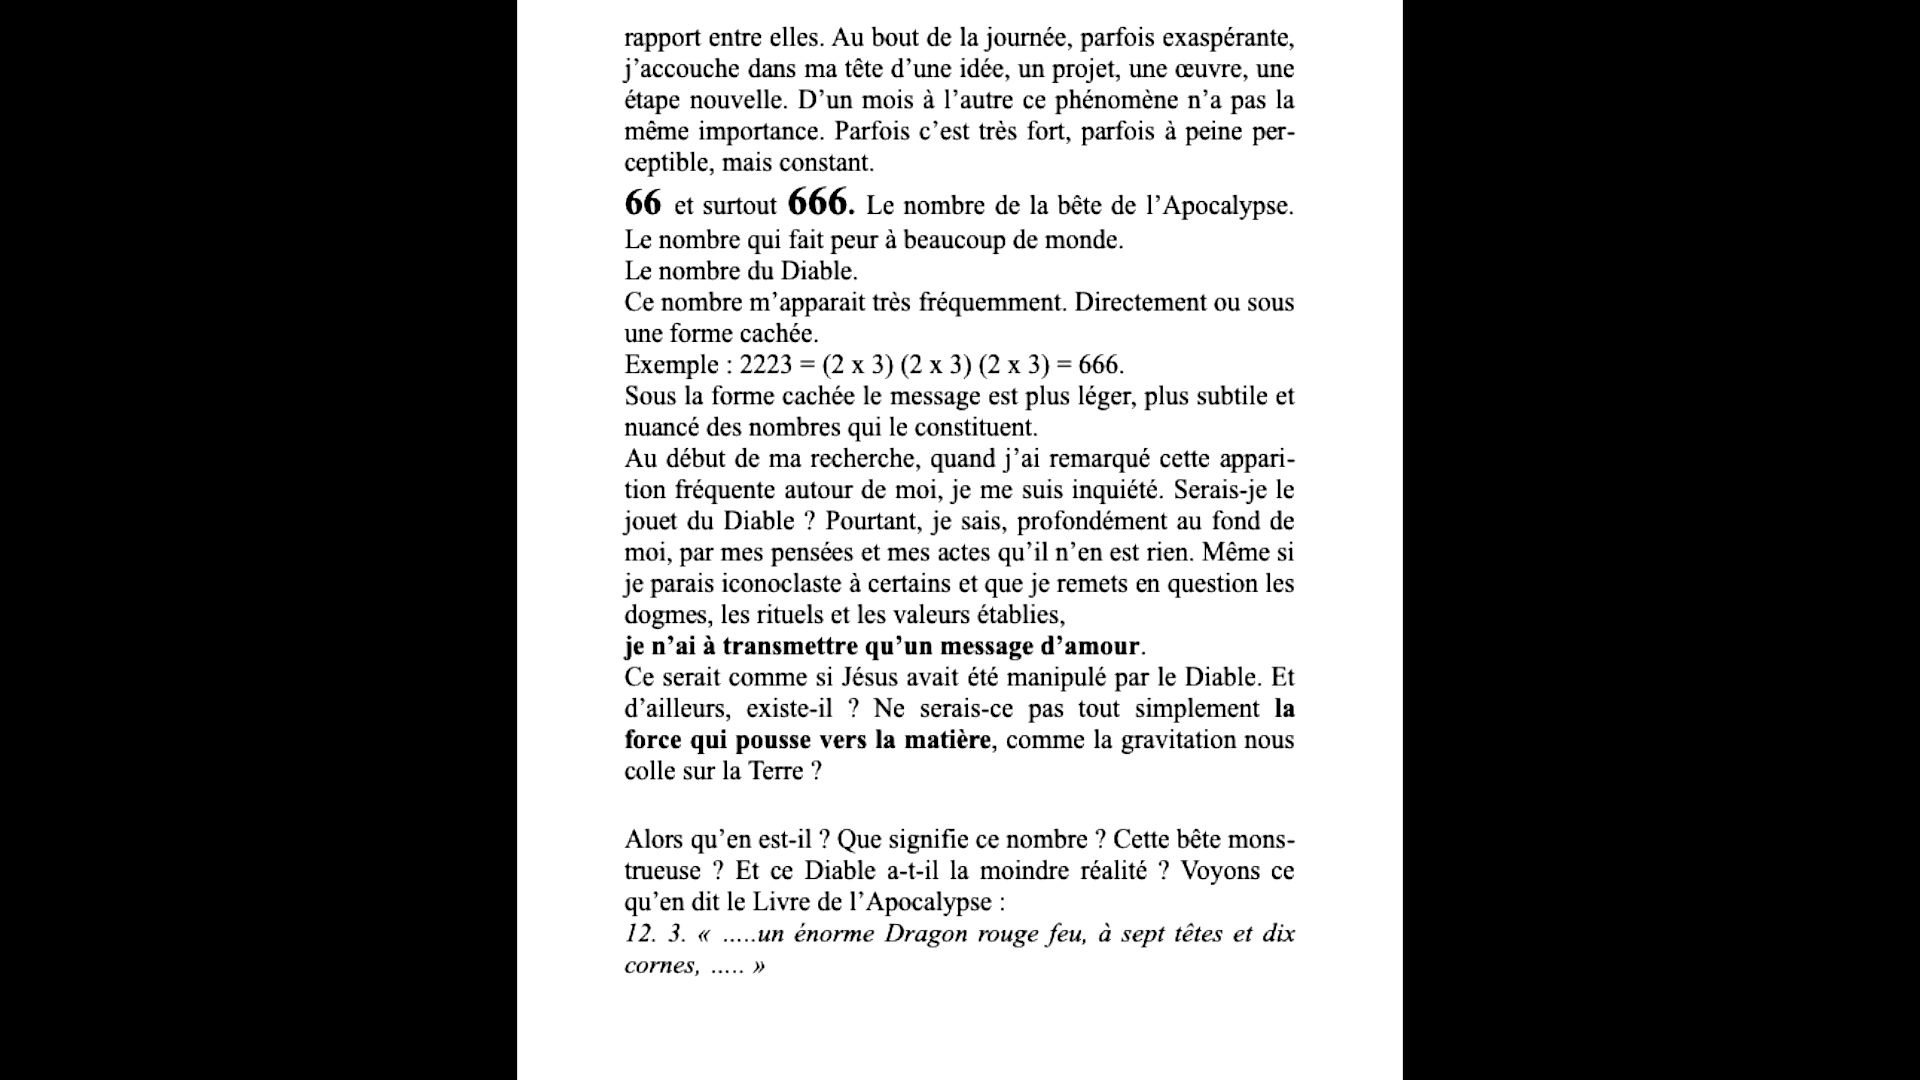 rapport entre elles. Au bout de la journée, parfois exaspérante,
j’accouche dans ma tête d’une idée, un projet, une œuvre, une
étape nouvelle. D’un mois à l’autre ce phénomène n’a pas la
même importance. Parfois c’est très fort, parfois à peine per-
ceptible, mais constant.
66 et surtout 666. Le nombre de la bête de l’Apocalypse.
Le nombre qui fait peur à beaucoup de monde.
Le nombre du Diable.
Ce nombre m’apparait très fréquemment. Directement ou sous
une forme cachée.
Exemple : 2223 = (2 x 3) (2 x 3) (2 x 3) = 666.
Sous la forme cachée le message est plus léger, plus subtile et
nuancé des nombres qui le constituent.
Au début de ma recherche, quand j’ai remarqué cette appari-
tion fréquente autour de moi, je me suis inquiété. Serais-je le
jouet du Diable ? Pourtant, je sais, profondément au fond de
moi, par mes pensées et mes actes qu’il n’en est rien. Même si
je parais iconoclaste à certains et que je remets en question les
dogmes, les rituels et les valeurs établies,
je n’ai à transmettre qu’un message d’amour.
Ce serait comme si Jésus avait été manipulé par le Diable. Et
d’ailleurs, existe-il ? Ne serais-ce pas tout simplement la
force qui pousse vers la matière, comme la gravitation nous
colle sur la Terre ?
Alors qu’en est-il ? Que signifie ce nombre ? Cette bête mons-
trueuse ? Et ce Diable a-t-il la moindre réalité ? Voyons ce
qu’en dit le Livre de l’Apocalypse :
12. 3. « .....un énorme Dragon rouge feu, à sept têtes et dix
cornes, ..... »